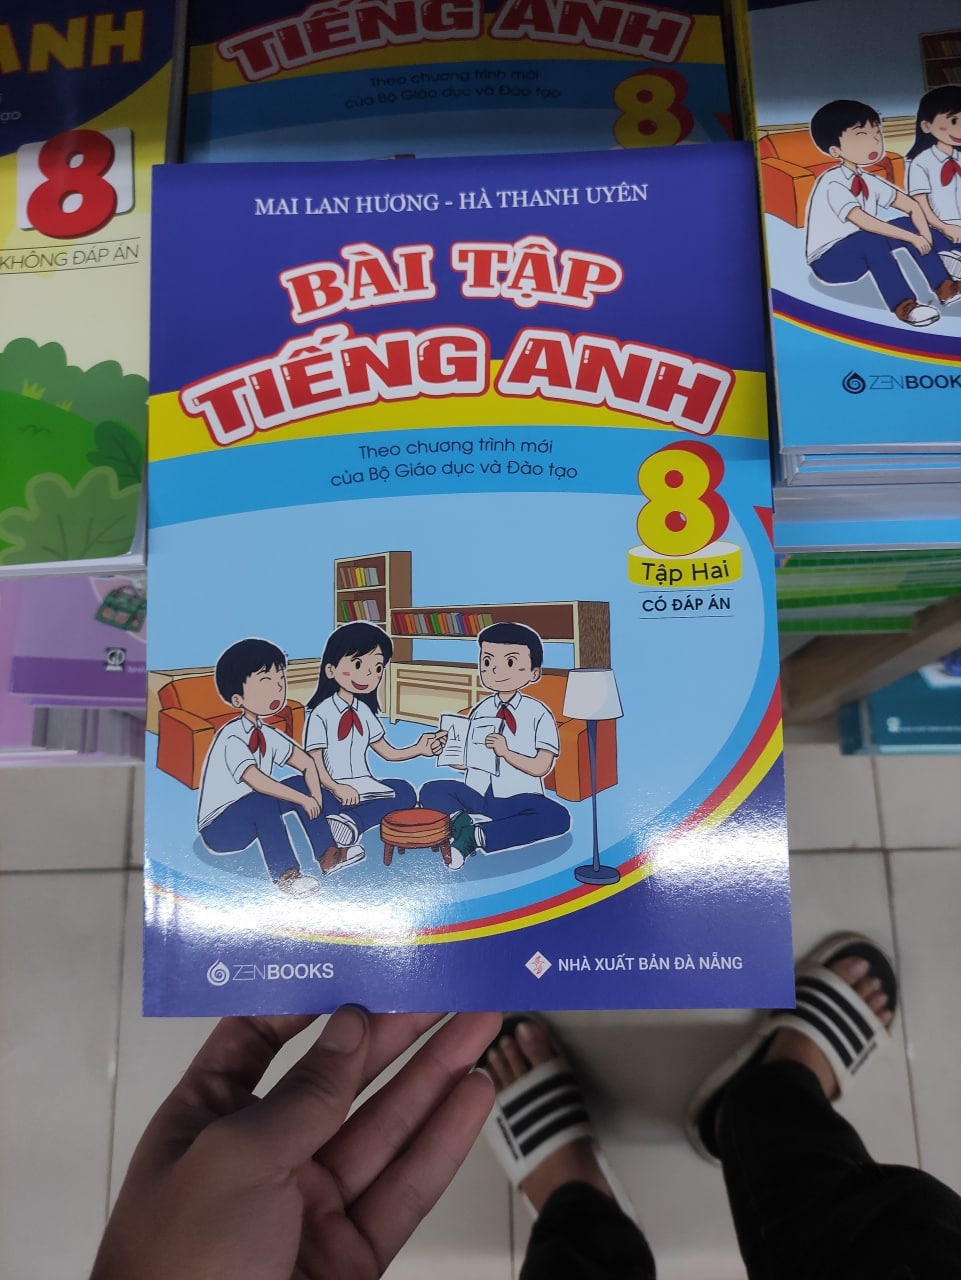 ANH
8
KHÔNG ĐÁP ÁN
TIẾNG ANH
Theo chương trình mới
của Bộ Giáo dục và Đào tạo
8
MAI LAN HƯƠNG - HÀ THANH UYÊN
BÀI TẬP
TIẾNG ANH
Theo chương trình mới
của Bộ Giáo dục và Đào tạo
8
Tập Hai
CÓ ĐÁP ÁN
ZENBOOKS
NHÀ XUẤT BẢN ĐÀ NẴNG
ZENBOOK